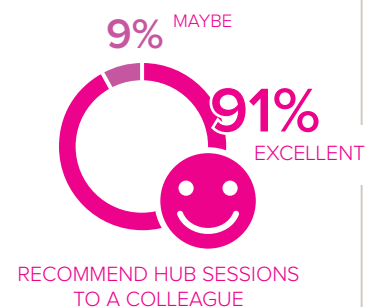 9% MAYBE
91%
EXCELLENT
RECOMMEND HUB SESSIONS
TO A COLLEAGUE